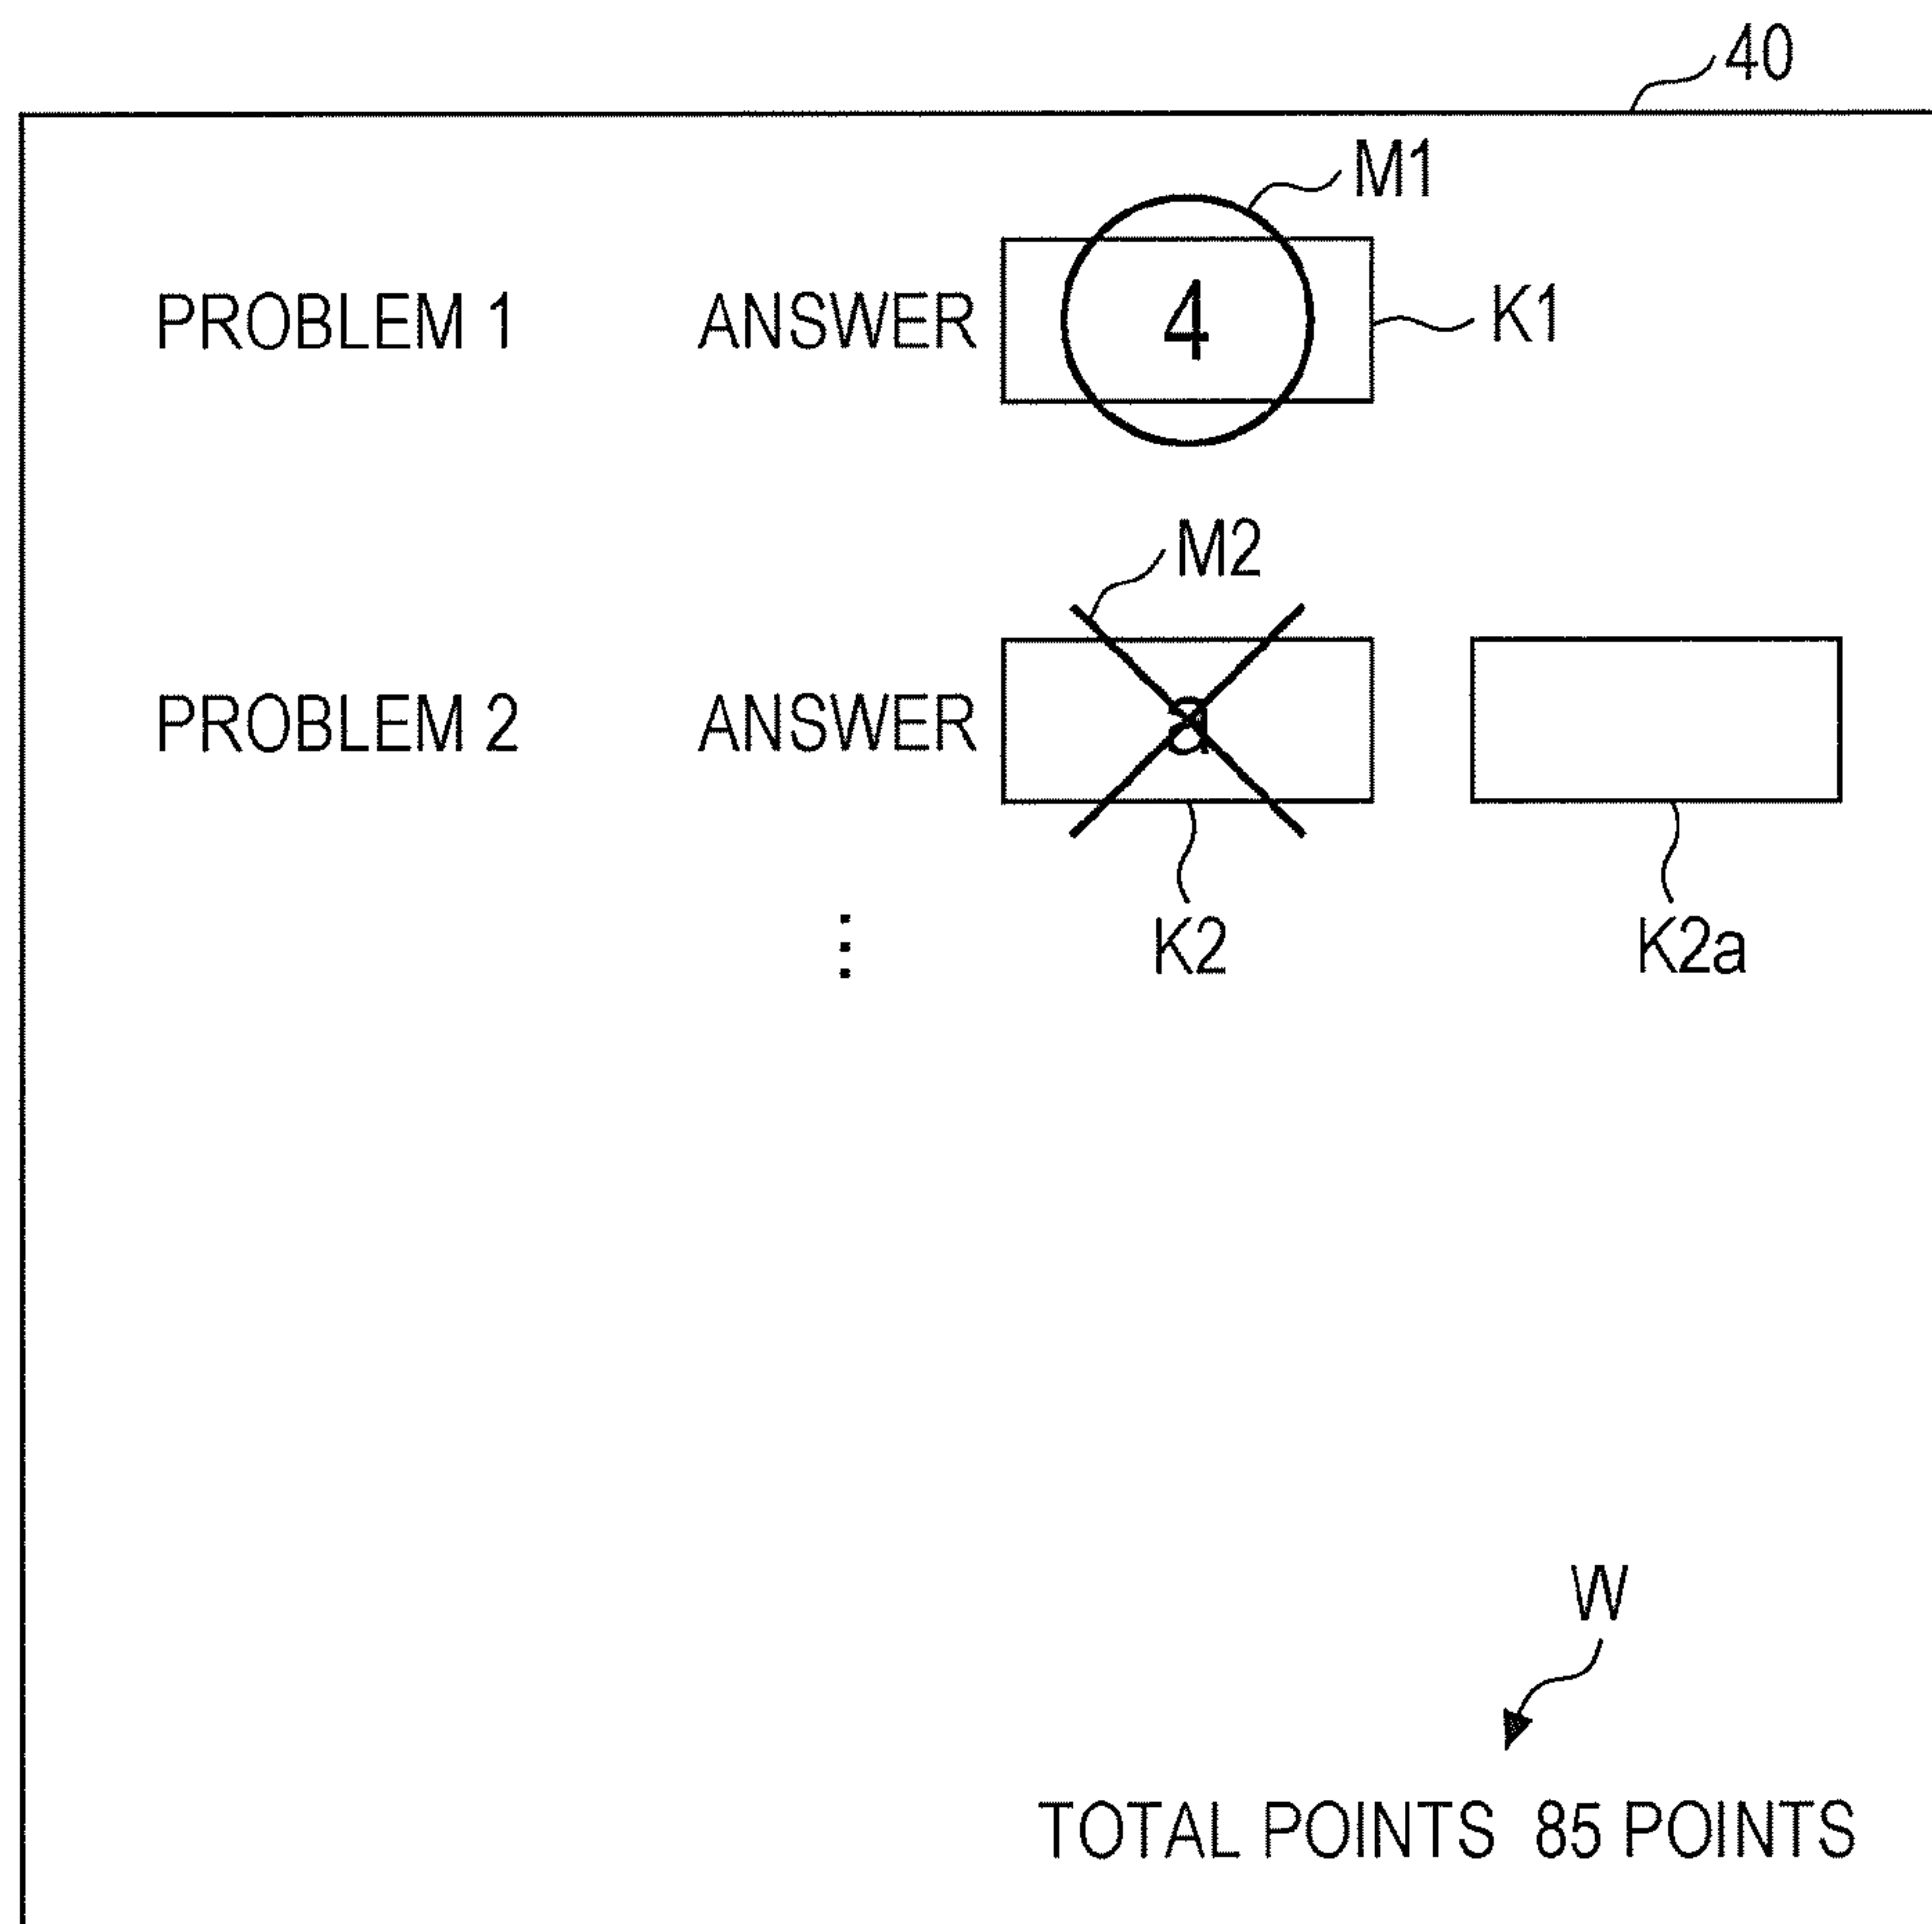 40
M1
PROBLEM 1 ANSWER 4 K1
M2
PROBLEM 2 ANSWER a
⋮ K2 K2a
W
TOTAL POINTS 85 POINTS